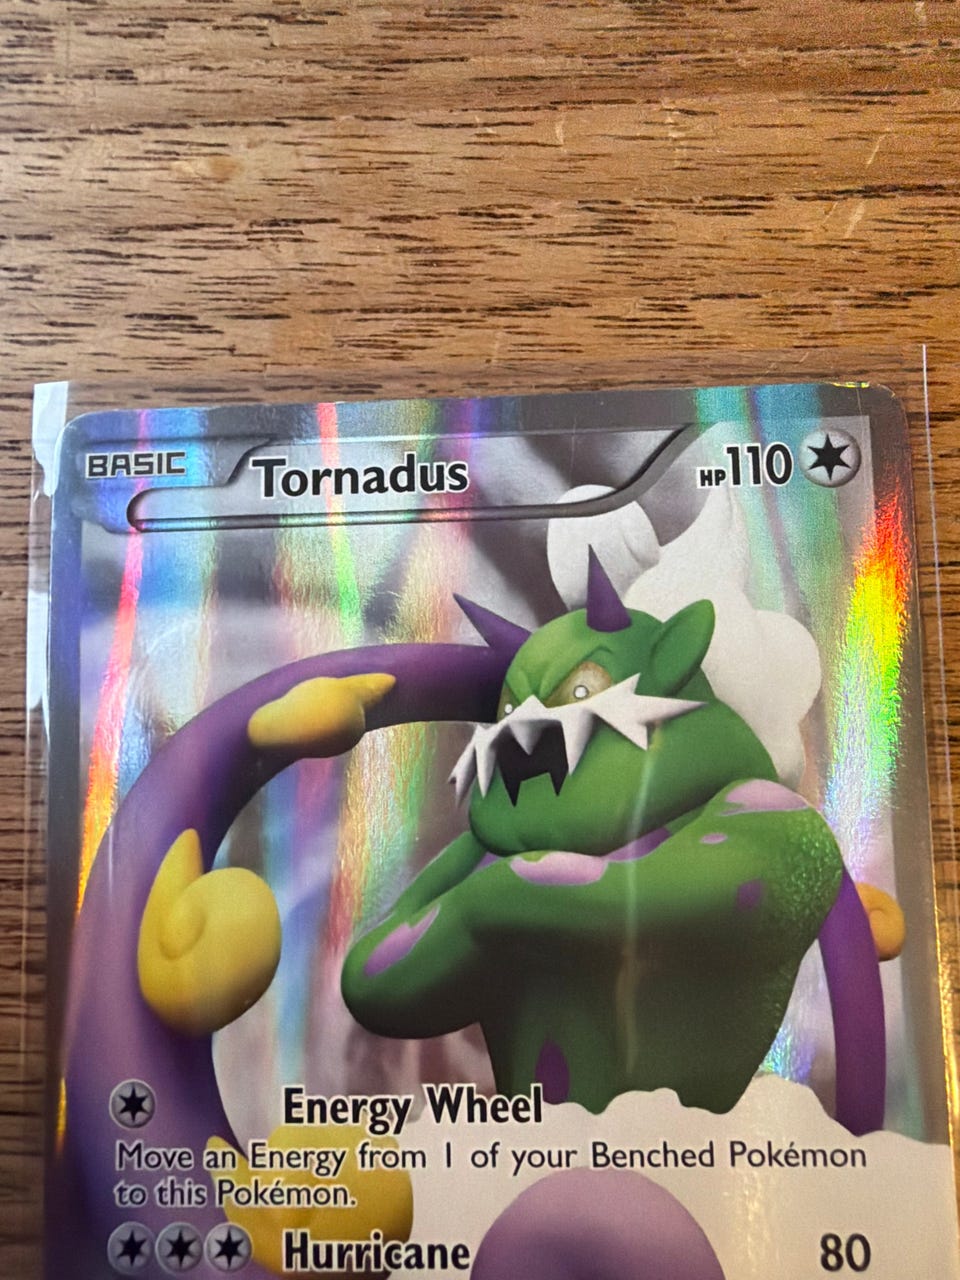 BASIC Tornadus HP110
Energy Wheel
Move an Energy from 1 of your Benched Pokémon
to this Pokémon.
Hurricane 80